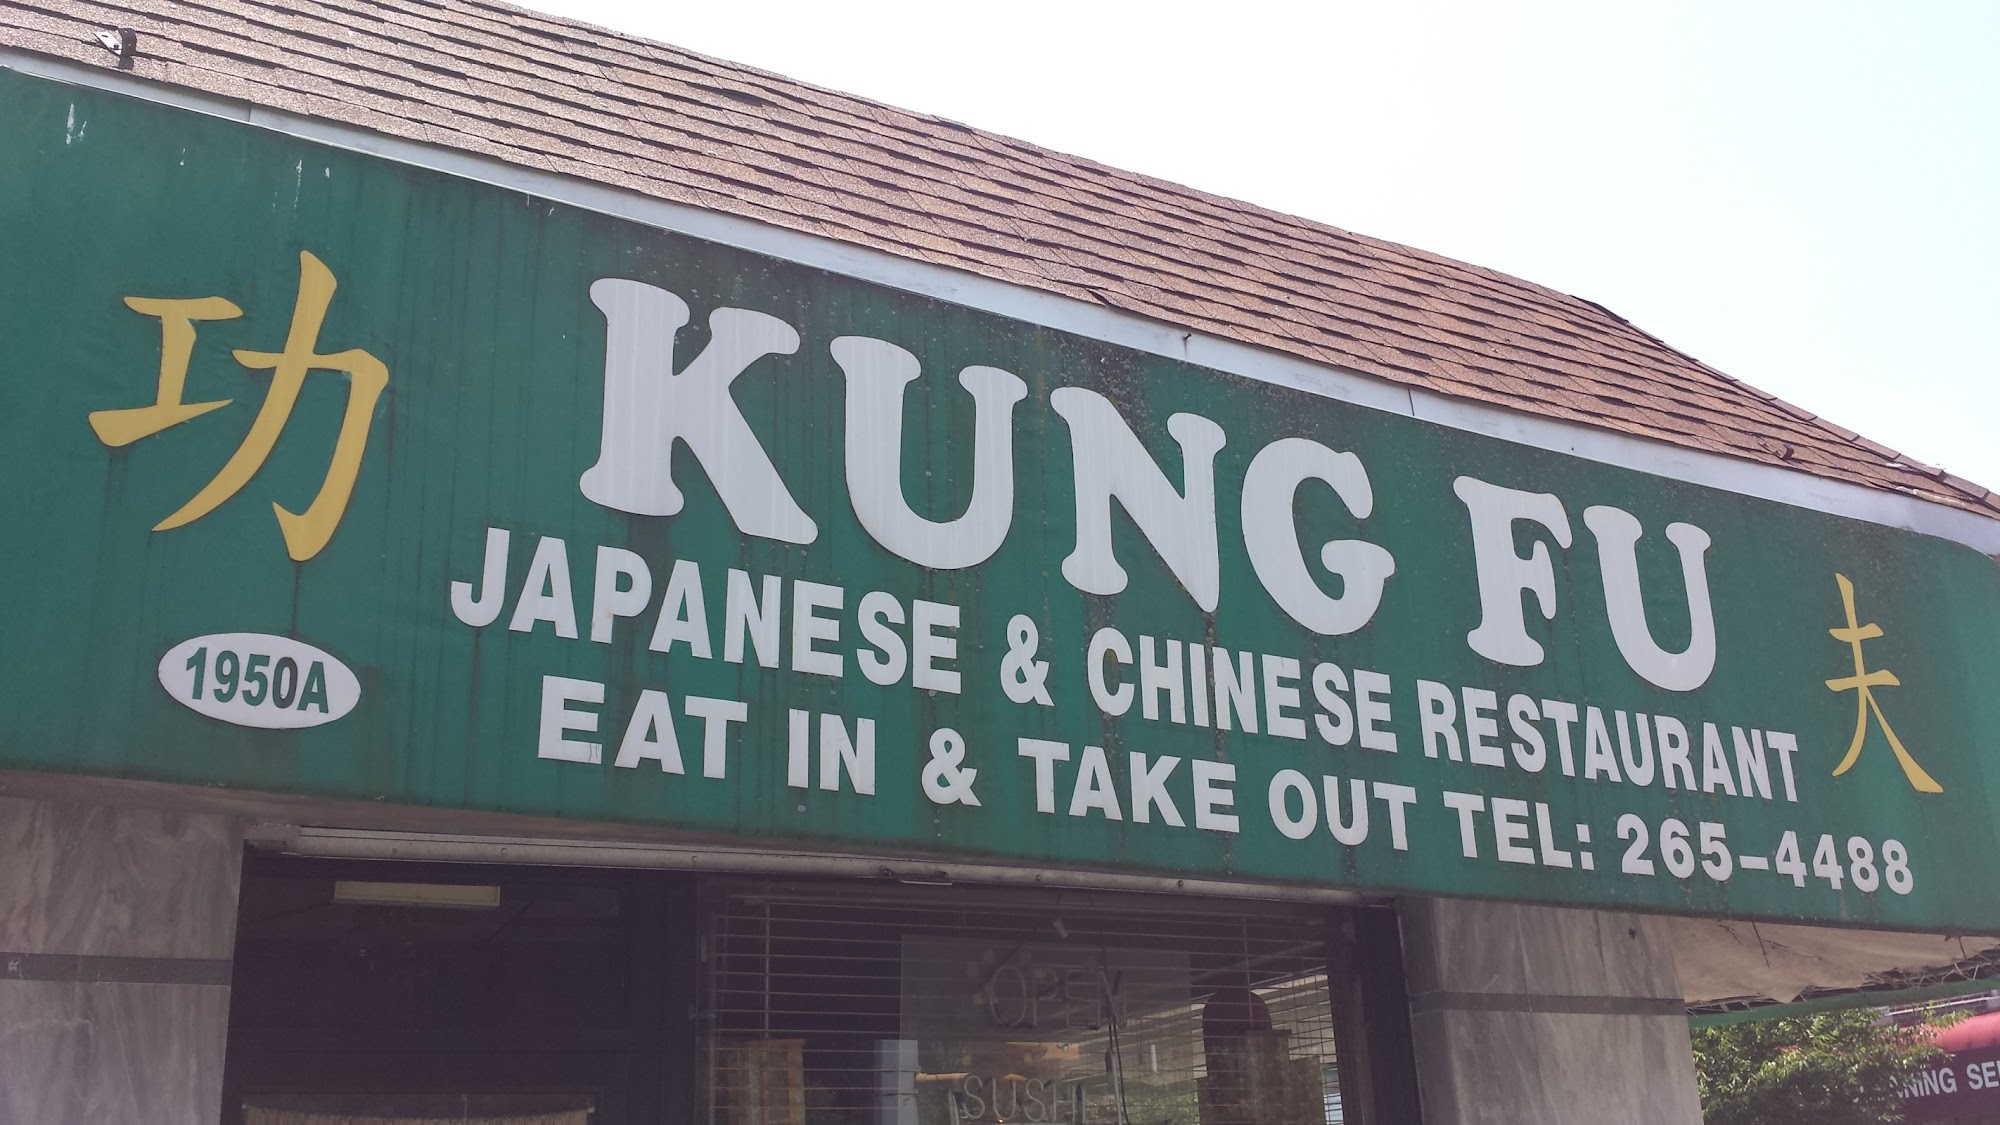 功 KUNG FU 夫
JAPANESE & CHINESE RESTAURANT
1950A
EAT IN & TAKE OUT TEL: 265-4488
OPEN
SUSHI